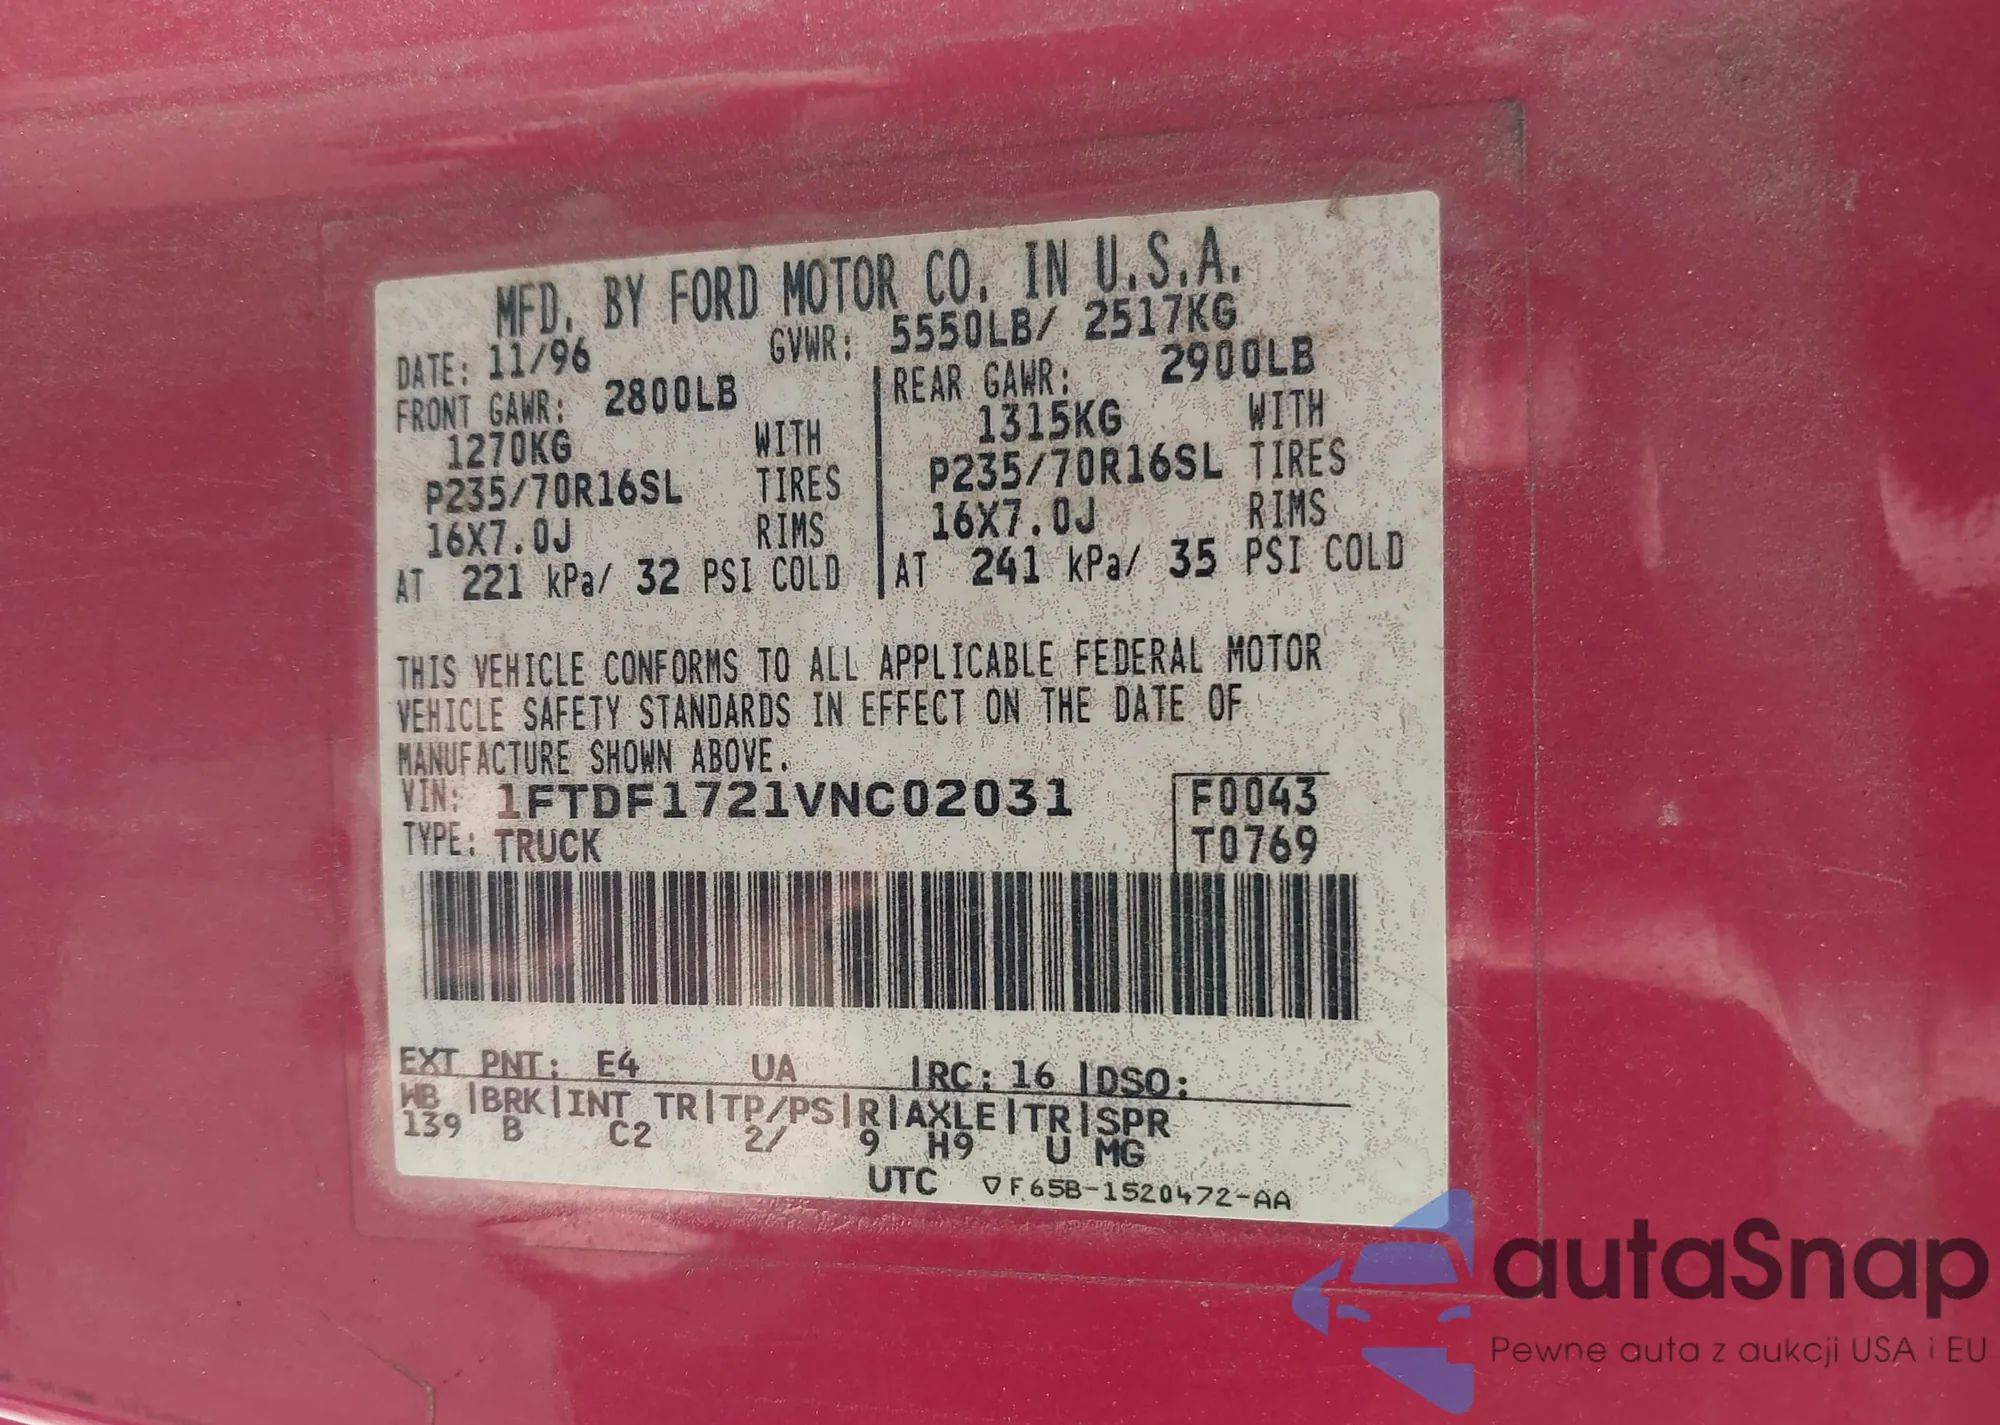 MFD. BY FORD MOTOR CO. IN U.S.A.
DATE: 11/96 GVWR: 5550LB/ 2517KG
FRONT GAWR: 2800LB
1270KG WITH
P235/70R16SL TIRES
16X7.0J RIMS
AT 221 kPa/ 32 PSI COLD
REAR GAWR: 2900LB
1315KG WITH
P235/70R16SL TIRES
16X7.0J RIMS
AT 241 kPa/ 35 PSI COLD
THIS VEHICLE CONFORMS TO ALL APPLICABLE FEDERAL MOTOR
VEHICLE SAFETY STANDARDS IN EFFECT ON THE DATE OF
MANUFACTURE SHOWN ABOVE.
VIN: 1FTDF1721VNC02031
TYPE: TRUCK
F0043
T0769
EXT PNT: E4 UA |RC: 16 |DSO:
WB |BRK|INT TR|TP/PS|R|AXLE|TR|SPR
139 B C2 2/ 9 H9 U MG
UTC ▽F65B-1520472-AA
autaSnap
Pewne auta z aukcji USA i EU